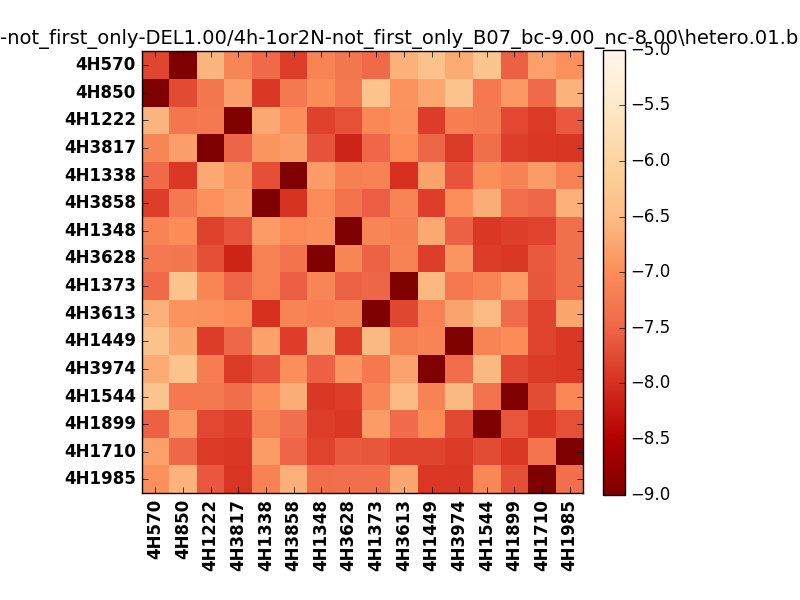 -not_first_only-DEL1.00/4h-1or2N-not_first_only_B07_bc-9.00_nc-8.00\hetero.01.b
4H570
4H850
4H1222
4H3817
4H1338
4H3858
4H1348
4H3628
4H1373
4H3613
4H1449
4H3974
4H1544
4H1899
4H1710
4H1985
−5.0
−5.5
−6.0
−6.5
−7.0
−7.5
−8.0
−8.5
−9.0
4H570 4H850 4H1222 4H3817 4H1338 4H3858 4H1348 4H3628 4H1373 4H3613 4H1449 4H3974 4H1544 4H1899 4H1710 4H1985